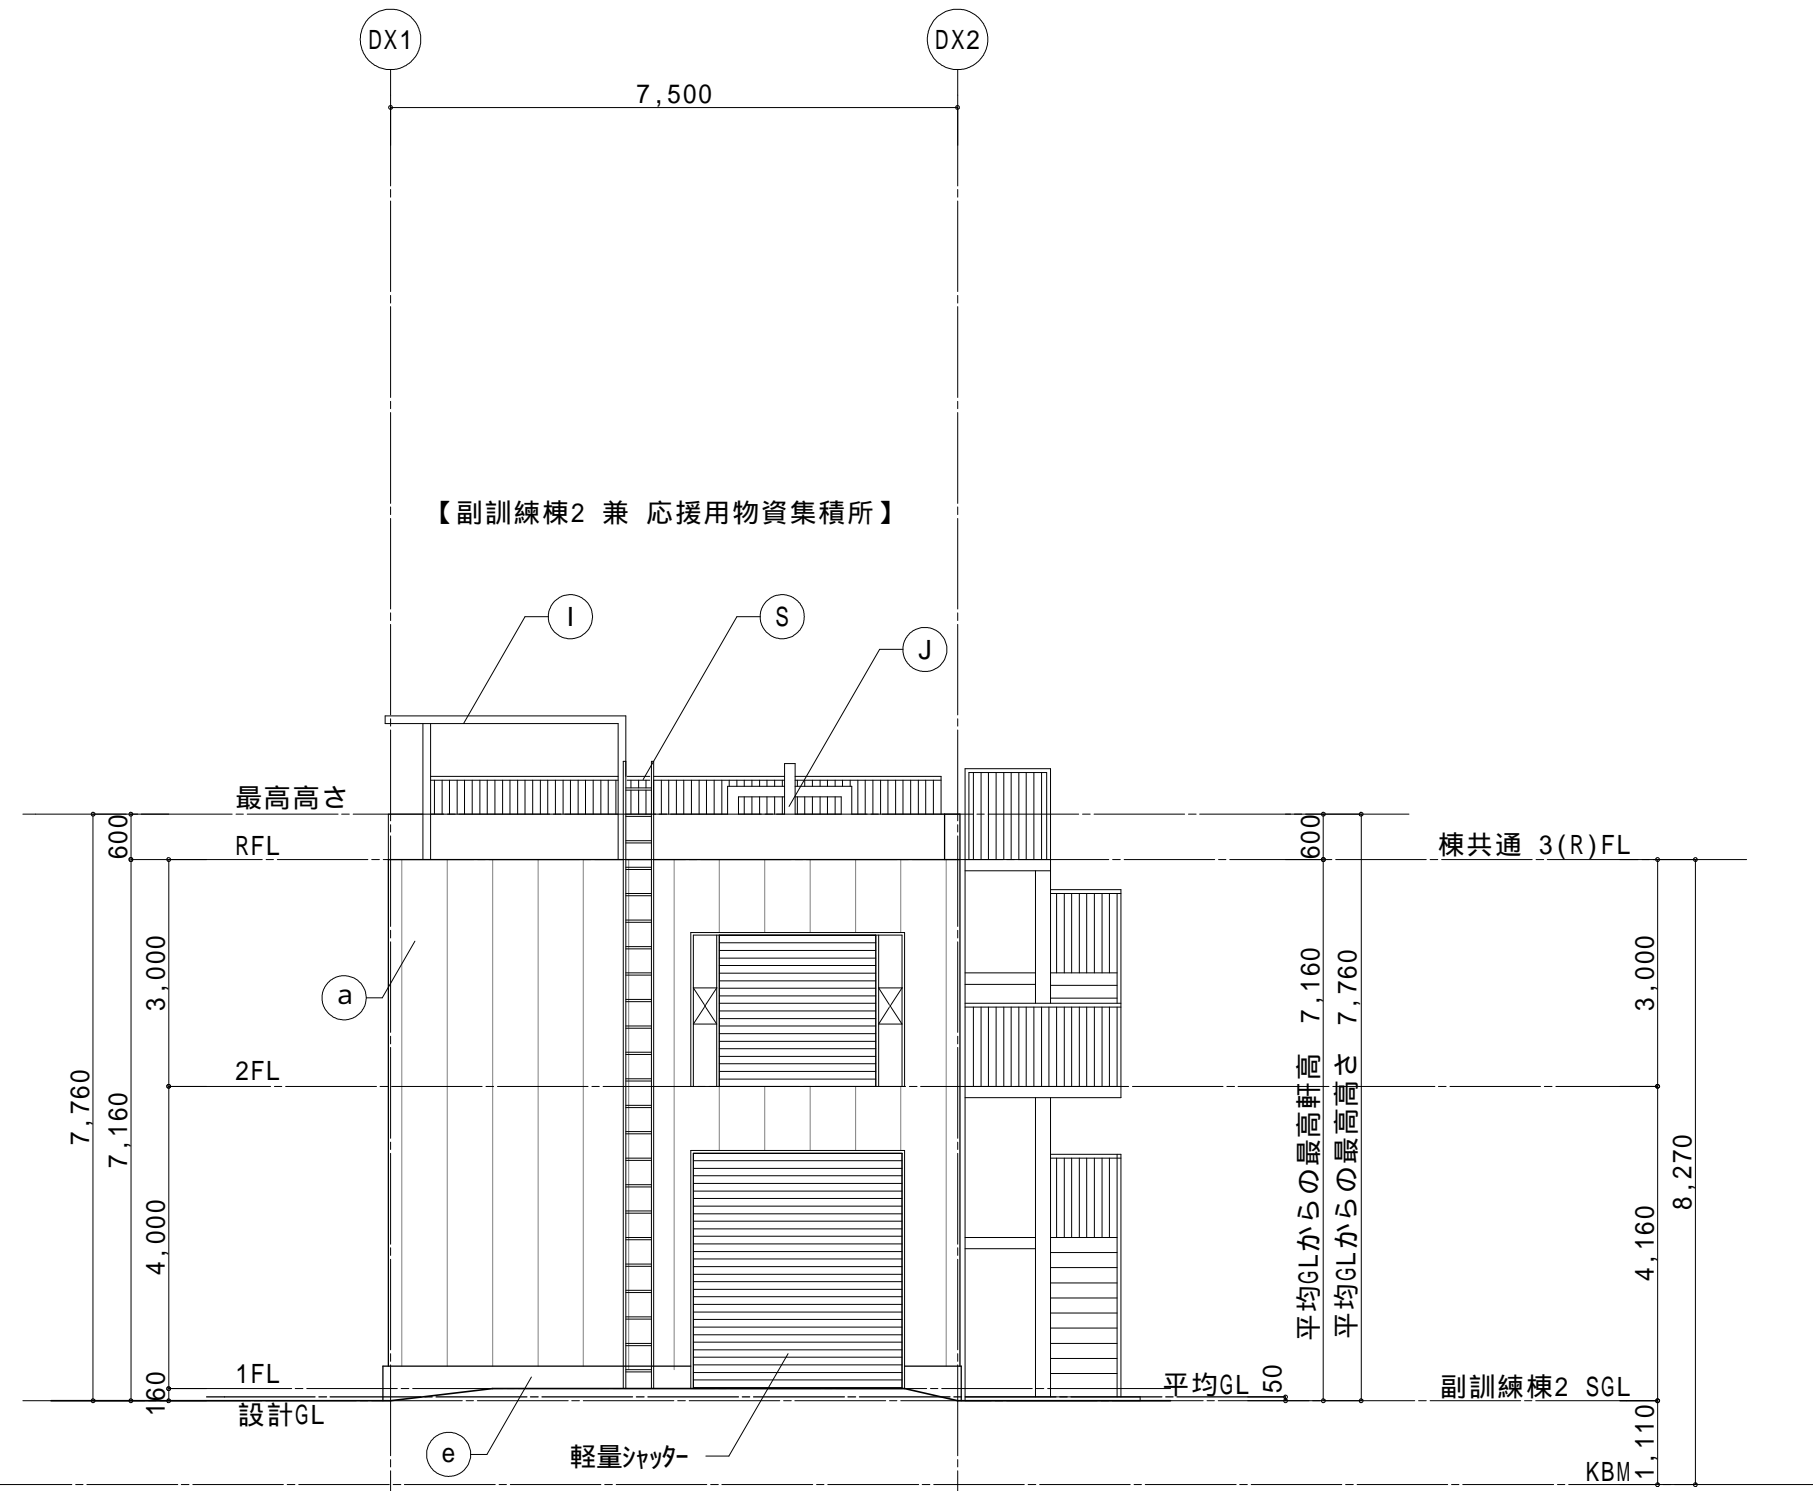 DX1
DX2
7,500
【副訓練棟2 兼 応援用物資集積所】
I
S
J
最高高さ
600
RFL
600
棟共通 3(R)FL
3,000
a
7,160
7,760
3,000
2FL
7,760
7,160
平均GLからの最高軒高
平均GLからの最高高さ
8,270
4,000
4,160
1FL
160
設計GL
平均GL
50
副訓練棟2 SGL
e
軽量シャッター
1,110
KBM